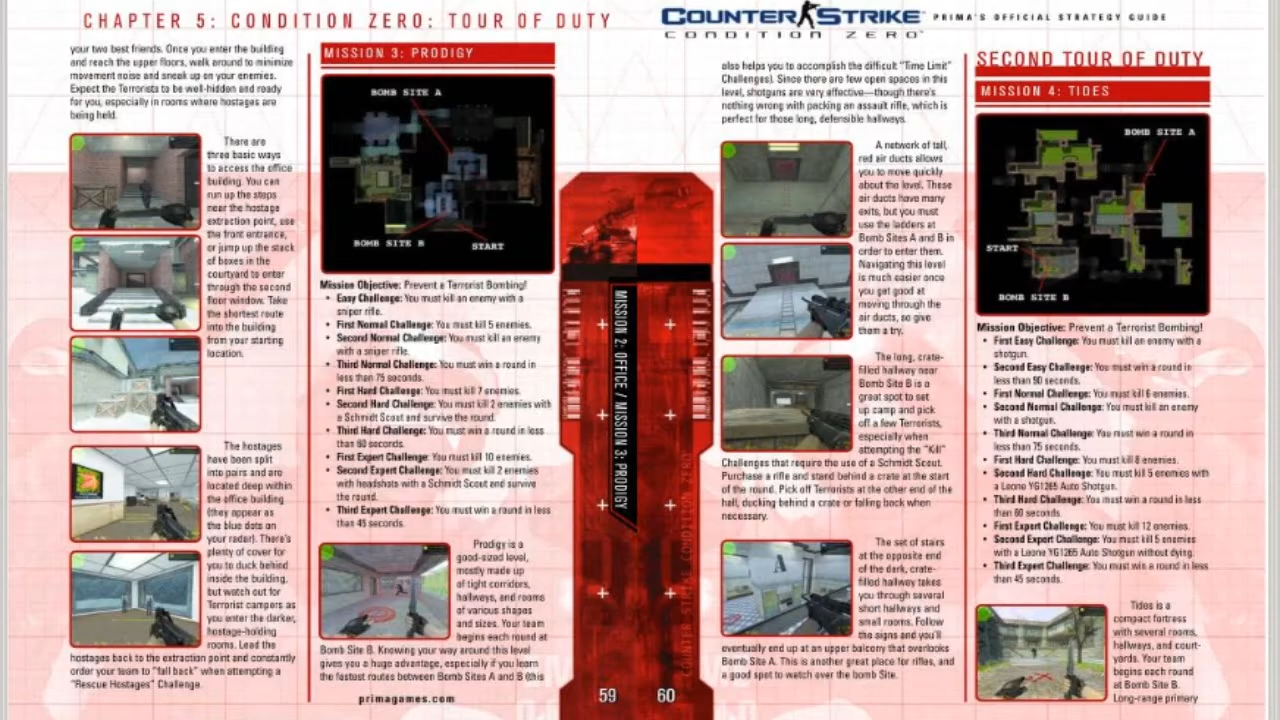 CHAPTER 5: CONDITION ZERO: TOUR OF DUTY
your two best friends. Once you enter the building
and reach the upper floors, walk around to minimize
movement noise and sneak up on your enemies.
Expect the Terrorists to be well-hidden and ready
for you, especially in rooms where hostages are
being held.
There are
three basic ways
to access the office
building. You can
run up the steps
near the hostage
extraction point, use
the front entrance,
or jump up the stack
of boxes in the
courtyard to enter
through the second
floor window. Take
the shortest route
into the building
from your starting
location.
The hostages
have been split
into pairs and are
located deep within
the office building
(they appear as
the blue dots on
your radar). There's
plenty of cover for
you to duck behind
inside the building,
but watch out for
Terrorist campers as
you enter the darker,
hostage-holding
rooms. Lead the
hostages back to the extraction point and constantly
order your team to "fall back" when attempting a
"Rescue Hostages" Challenge.
MISSION 3: PRODIGY
BOMB SITE A
BOMB SITE B
START
Mission Objective: Prevent a Terrorist Bombing!
• Easy Challenge: You must kill an enemy with a
sniper rifle.
• First Normal Challenge: You must kill 5 enemies.
• Second Normal Challenge: You must kill an enemy
with a sniper rifle.
• Third Normal Challenge: You must win a round in
less than 75 seconds.
• First Hard Challenge: You must kill 7 enemies.
• Second Hard Challenge: You must kill 2 enemies with
a Schmidt Scout and survive the round.
• Third Hard Challenge: You must win a round in less
than 60 seconds.
• First Expert Challenge: You must kill 10 enemies.
• Second Expert Challenge: You must kill 2 enemies
with headshots with a Schmidt Scout and survive
the round.
• Third Expert Challenge: You must win a round in less
than 45 seconds.
Prodigy is a
good-sized level,
mostly made up
of tight corridors,
hallways, and rooms
of various shapes
and sizes. Your team
begins each round at
Bomb Site B. Knowing your way around this level
gives you a huge advantage, especially if you learn
the fastest routes between Bomb Sites A and B (this
primagames.com
MISSION 2: OFFICE / MISSION 3: PRODIGY
59
60
COUNTER STRIKE
CONDITION ZERO
PRIMA'S OFFICIAL STRATEGY GUIDE
also helps you to accomplish the difficult "Time Limit"
Challenges). Since there are few open spaces in this
level, shotguns are very effective—though there's
nothing wrong with packing an assault rifle, which is
perfect for those long, defensible hallways.
A network of tall,
red air ducts allows
you to move quickly
about the level. These
air ducts have many
exits, but you must
use the ladders at
Bomb Sites A and B in
order to enter them.
Navigating this level
is much easier once
you get good at
moving through the
air ducts, so give
them a try.
The long, crate-
filled hallway near
Bomb Site B is a
great spot to set
up camp and pick
off a few Terrorists,
especially when
attempting the "Kill"
Challenges that require the use of a Schmidt Scout.
Purchase a rifle and stand behind a crate at the start
of the round. Pick off Terrorists at the other end of the
hall, ducking behind a crate or falling back when
necessary.
A
The set of stairs
at the opposite end
of the dark, crate-
filled hallway takes
you through several
short hallways and
small rooms. Follow
the signs and you'll
eventually end up at an upper balcony that overlooks
Bomb Site A. This is another great place for rifles, and
a good spot to watch over the bomb Site.
SECOND TOUR OF DUTY
MISSION 4: TIDES
BOMB SITE A
START
BOMB SITE B
Mission Objective: Prevent a Terrorist Bombing!
• First Easy Challenge: You must kill an enemy with a
shotgun.
• Second Easy Challenge: You must win a round in
less than 90 seconds.
• First Normal Challenge: You must kill 6 enemies.
• Second Normal Challenge: You must kill an enemy
with a shotgun.
• Third Normal Challenge: You must win a round in
less than 75 seconds.
• First Hard Challenge: You must kill 8 enemies.
• Second Hard Challenge: You must kill 5 enemies with
a Leone YG1265 Auto Shotgun.
• Third Hard Challenge: You must win a round in less
than 60 seconds.
• First Expert Challenge: You must kill 12 enemies.
• Second Expert Challenge: You must kill 5 enemies
with a Leone YG1265 Auto Shotgun without dying.
• Third Expert Challenge: You must win a round in less
than 45 seconds.
Tides is a
compact fortress
with several rooms,
hallways, and court-
yards. Your team
begins each round
at Bomb Site B.
Long-range primary